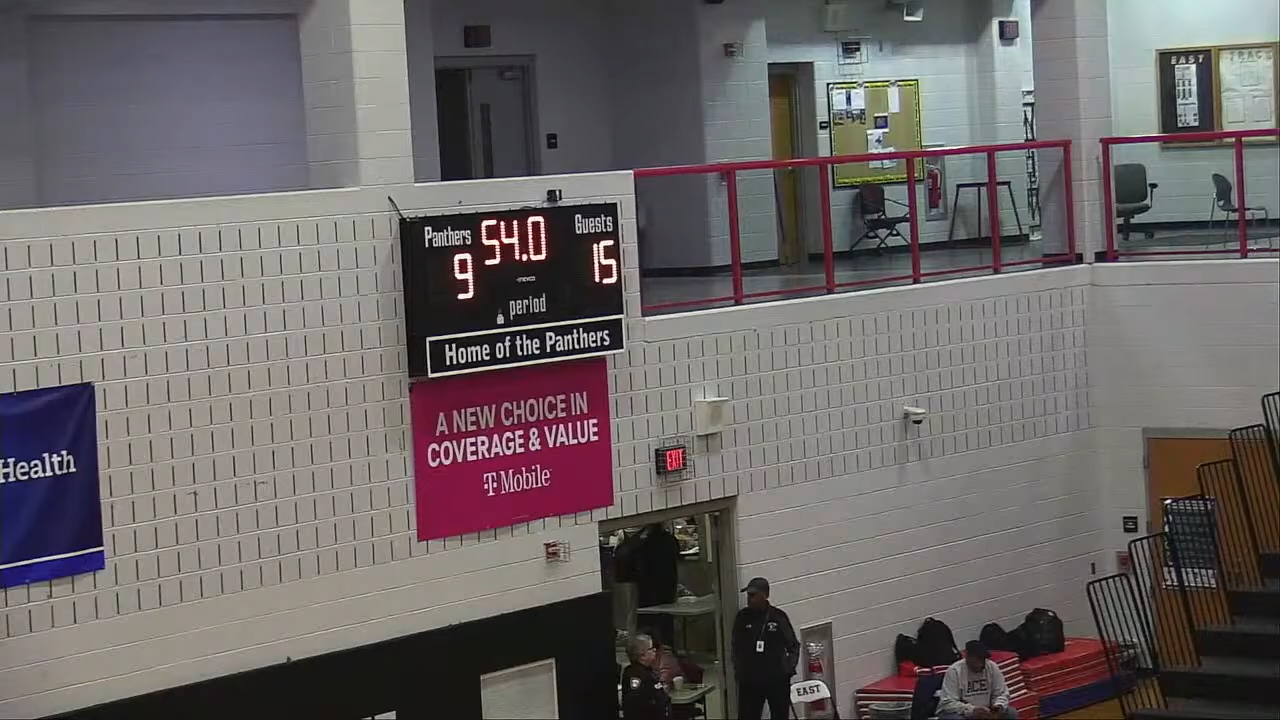 EAST
TRACK
Panthers 54.0 Guests
9 15
period
Home of the Panthers
A NEW CHOICE IN
COVERAGE & VALUE
T Mobile
Health
EXIT
EAST
ACE